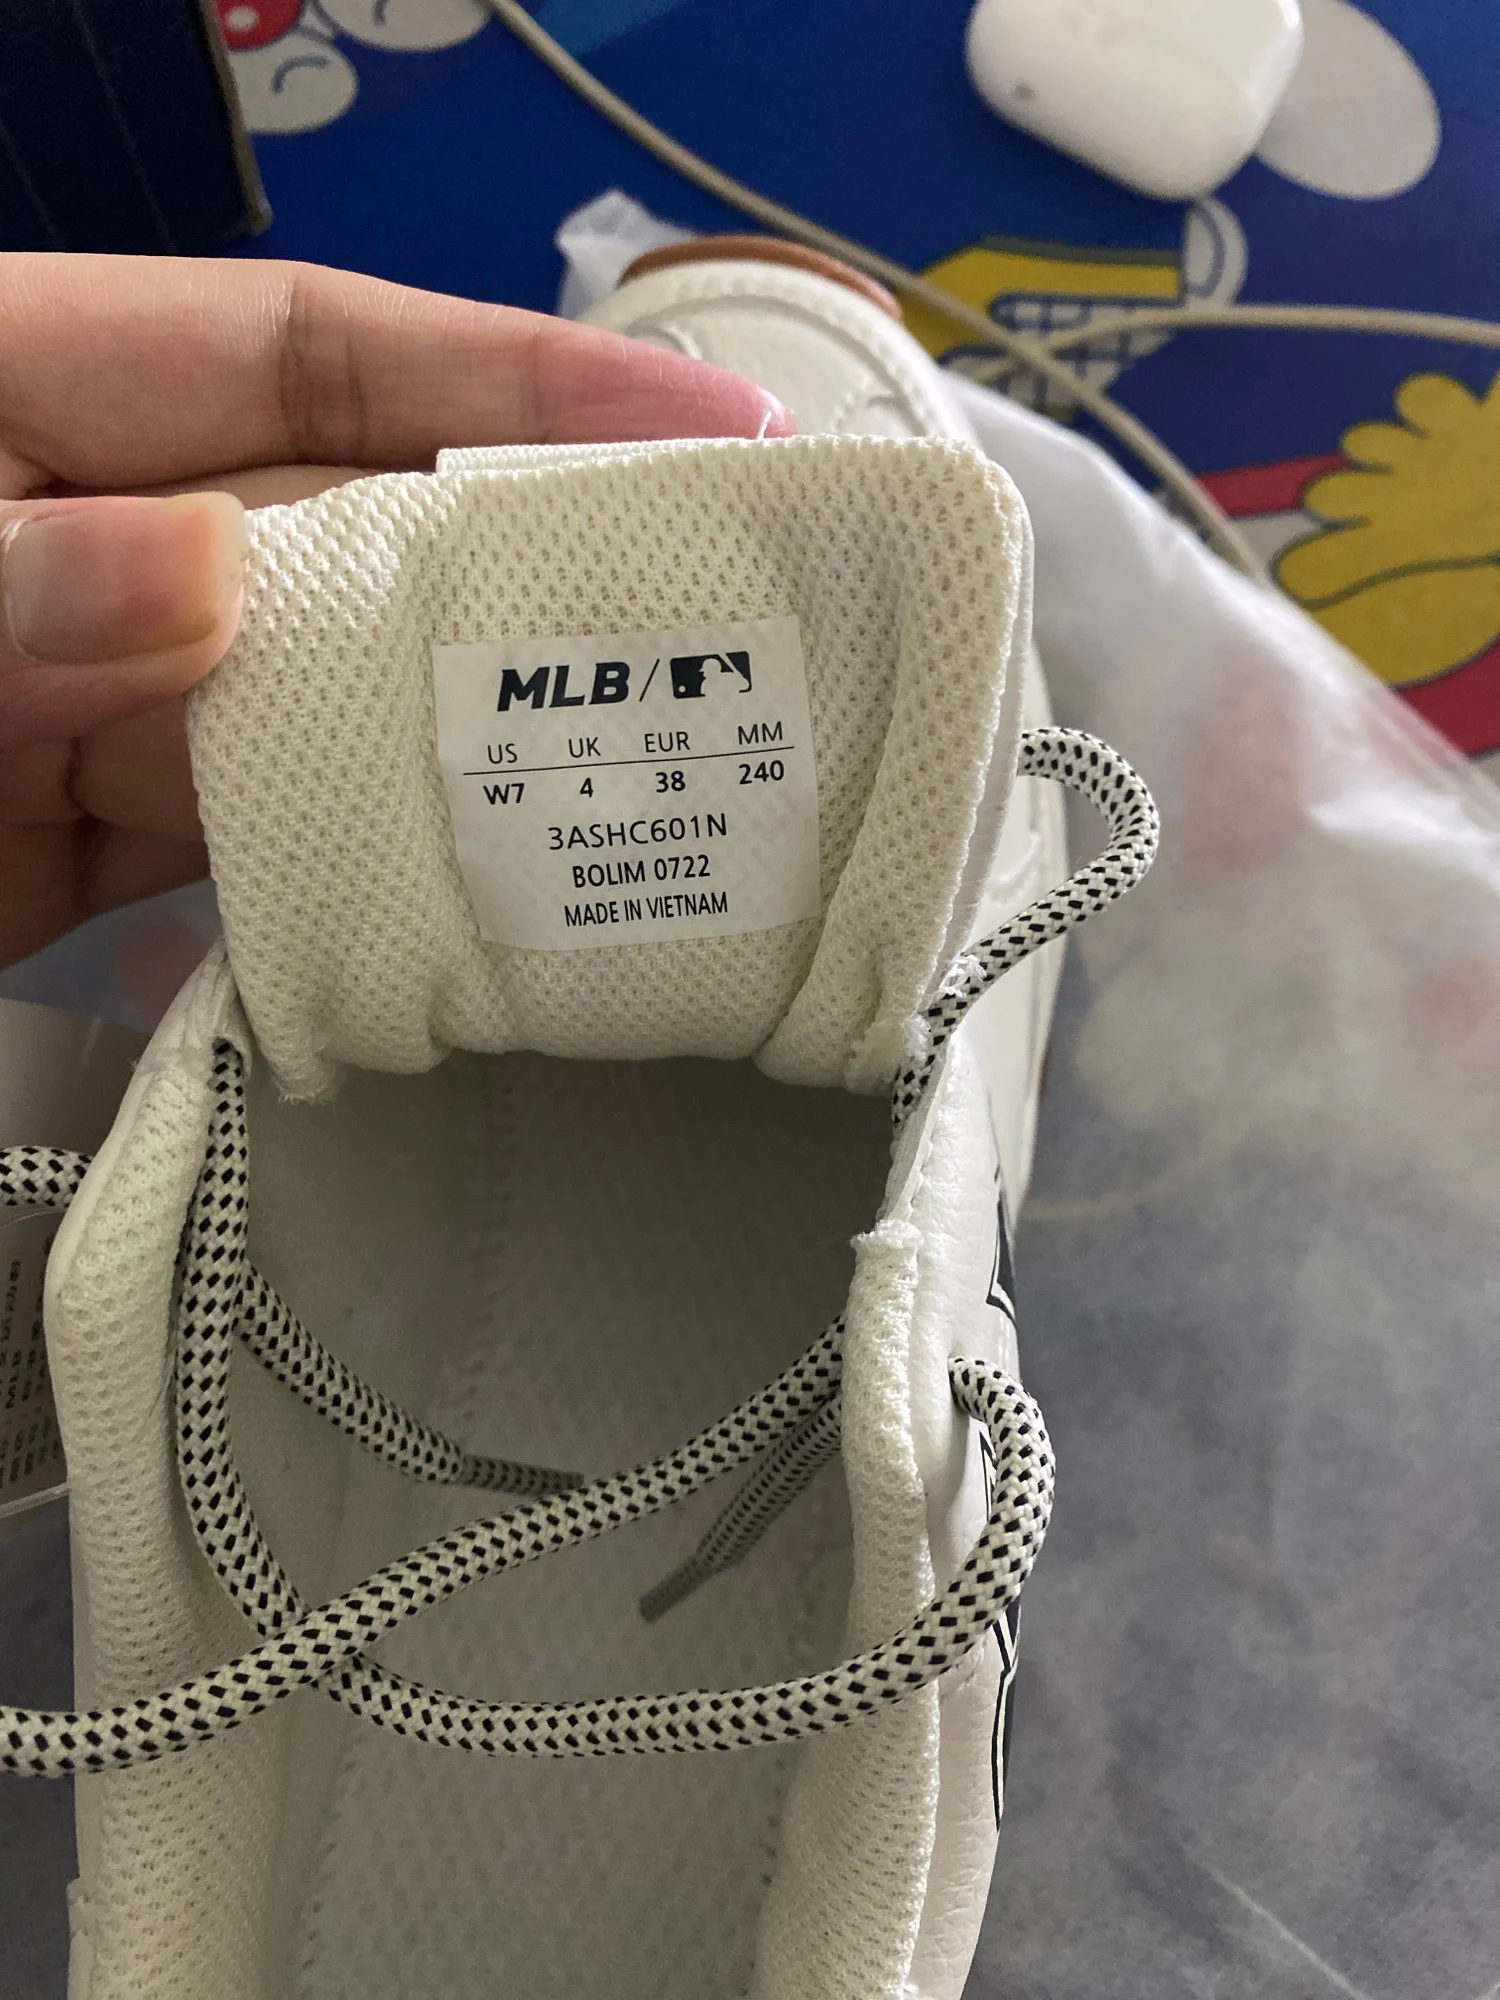 MLB
US UK EUR MM
W7 4 38 240
3ASHC601N
BOLIM 0722
MADE IN VIETNAM